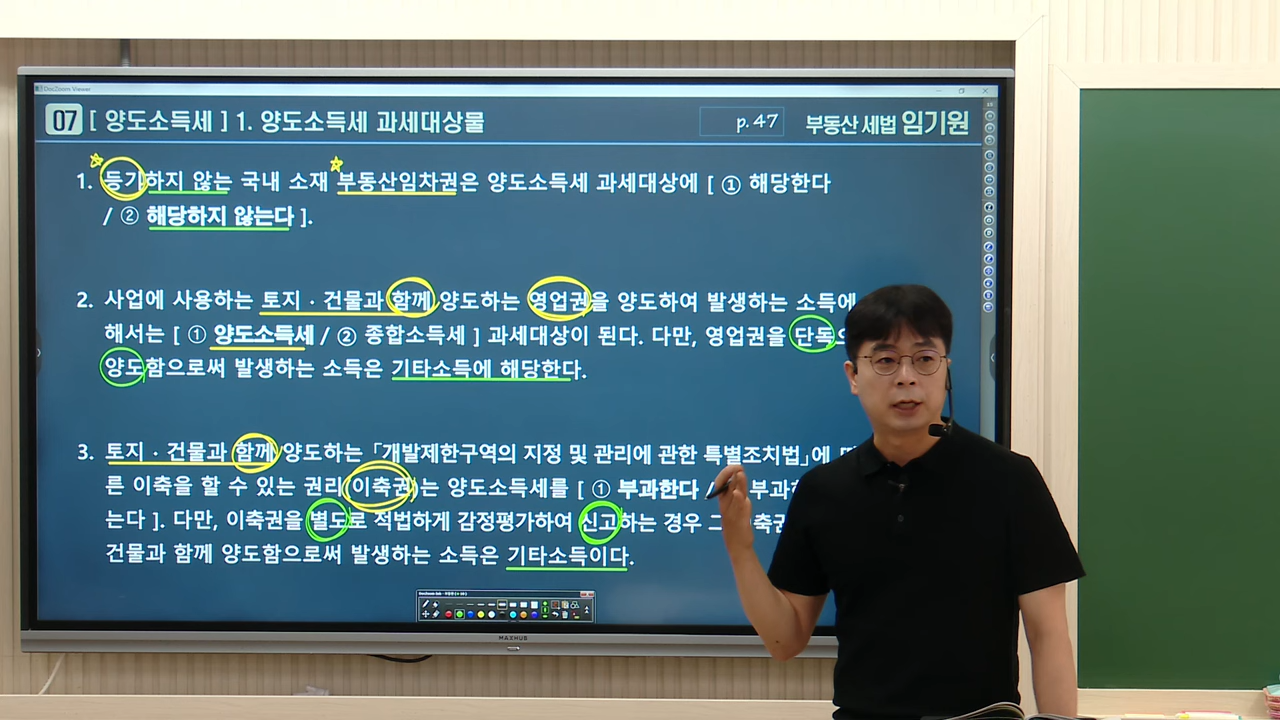 DocZoom Viewer
07 [ 양도소득세 ] 1. 양도소득세 과세대상물 p. 47 부동산 세법 임기원
1. 등기하지 않는 국내 소재 부동산임차권은 양도소득세 과세대상에 [ ① 해당한다
/ ② 해당하지 않는다 ].
2. 사업에 사용하는 토지 · 건물과 함께 양도하는 영업권을 양도하여 발생하는 소득에
해서는 [ ① 양도소득세 / ② 종합소득세 ] 과세대상이 된다. 다만, 영업권을 단독
양도함으로써 발생하는 소득은 기타소득에 해당한다.
3. 토지 · 건물과 함께 양도하는 「개발제한구역의 지정 및 관리에 관한 특별조치법」에
른 이축을 할 수 있는 권리(이축권)는 양도소득세를 [ ① 부과한다 /
는다 ]. 다만, 이축권을 별도로 적법하게 감정평가하여 신고하는 경우 그
건물과 함께 양도함으로써 발생하는 소득은 기타소득이다.
MAXHUB